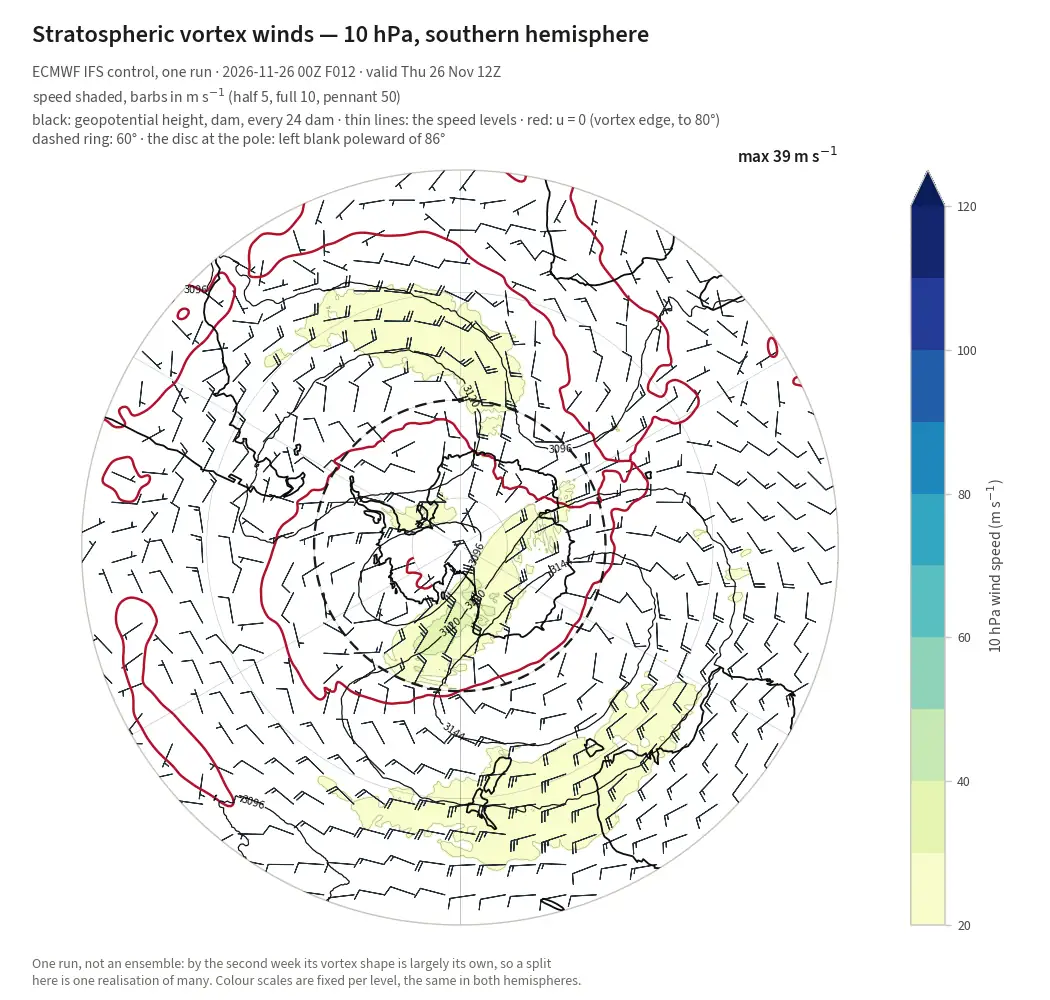 Stratospheric vortex winds — 10 hPa, southern hemisphere
ECMWF IFS control, one run · 2026-11-26 00Z F012 · valid Thu 26 Nov 12Z
speed shaded, barbs in m s⁻¹ (half 5, full 10, pennant 50)
black: geopotential height, dam, every 24 dam · thin lines: the speed levels · red: u = 0 (vortex edge, to 80°)
dashed ring: 60° · the disc at the pole: left blank poleward of 86°
max 39 m s⁻¹
120
100
80
60
40
20
10 hPa wind speed (m s⁻¹)
3096
3120
3096
3096
3144
3096
One run, not an ensemble: by the second week its vortex shape is largely its own, so a split
here is one realisation of many. Colour scales are fixed per level, the same in both hemispheres.